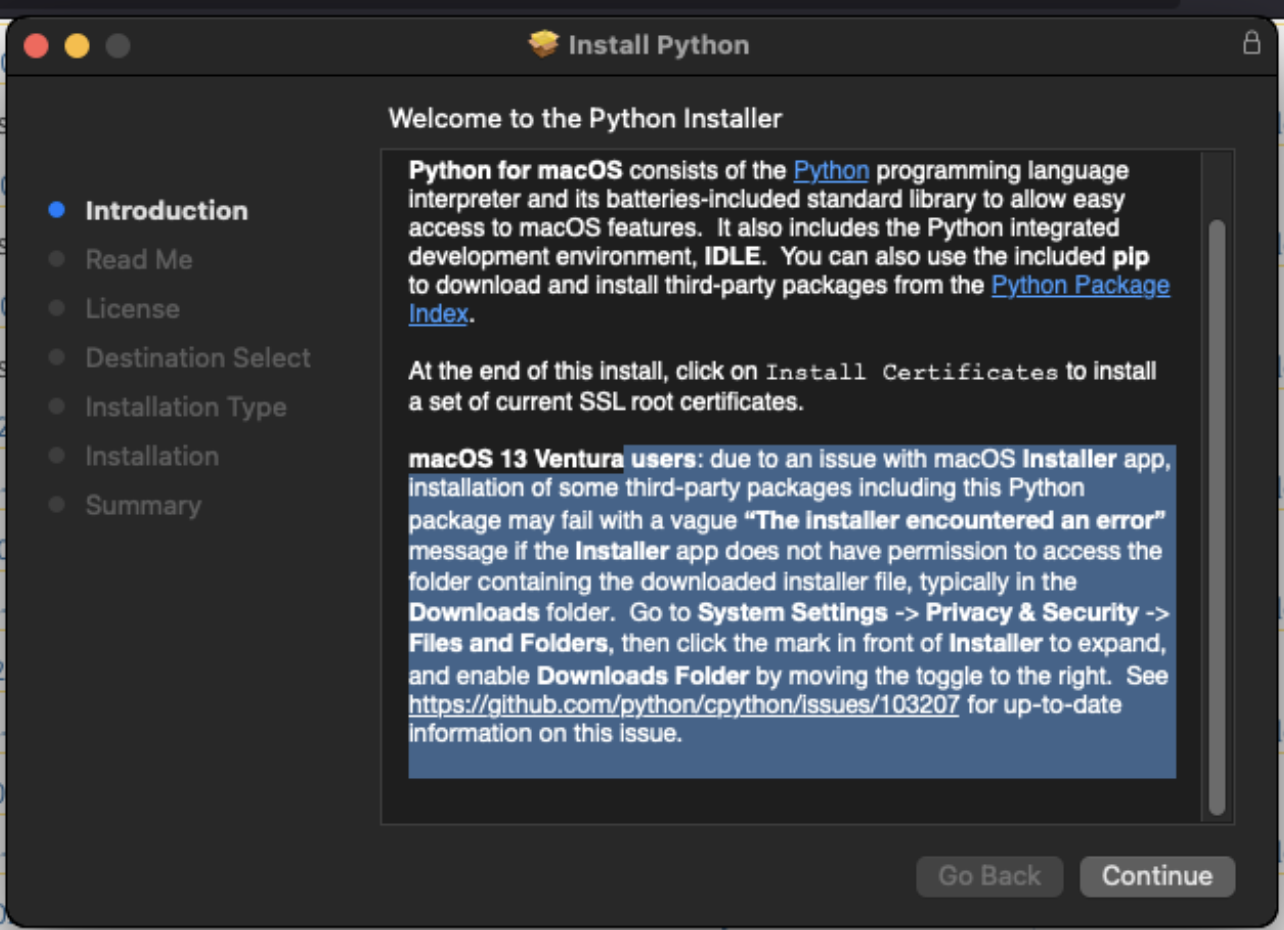 Install Python
Welcome to the Python Installer
Introduction
Read Me
License
Destination Select
Installation Type
Installation
Summary
Python for macOS consists of the Python programming language
interpreter and its batteries-included standard library to allow easy
access to macOS features.  It also includes the Python integrated
development environment, IDLE.  You can also use the included pip
to download and install third-party packages from the Python Package
Index.
At the end of this install, click on Install Certificates to install
a set of current SSL root certificates.
macOS 13 Ventura users: due to an issue with macOS Installer app,
installation of some third-party packages including this Python
package may fail with a vague “The installer encountered an error”
message if the Installer app does not have permission to access the
folder containing the downloaded installer file, typically in the
Downloads folder.  Go to System Settings -> Privacy & Security ->
Files and Folders, then click the mark in front of Installer to expand,
and enable Downloads Folder by moving the toggle to the right.  See
https://github.com/python/cpython/issues/103207 for up-to-date
information on this issue.
Go Back
Continue